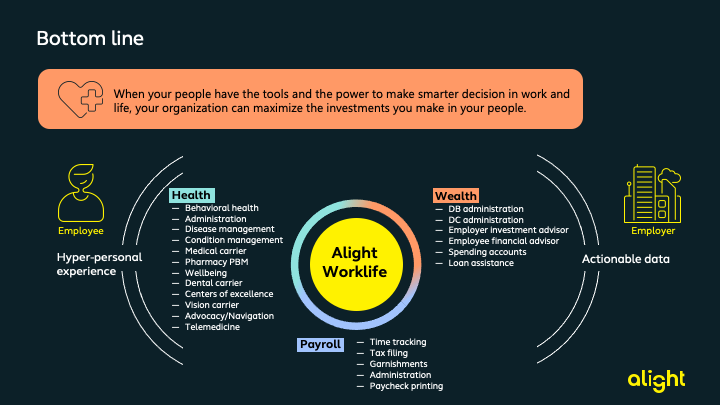 Bottom line
When your people have the tools and the power to make smarter decision in work and
life, your organization can maximize the investments you make in your people.
Employee
Hyper-personal
experience
Health
— Behavioral health
— Administration
— Disease management
— Condition management
— Medical carrier
— Pharmacy PBM
— Wellbeing
— Dental carrier
— Centers of excellence
— Vision carrier
— Advocacy/Navigation
— Telemedicine
Alight
Worklife
Wealth
— DB administration
— DC administration
— Employer investment advisor
— Employee financial advisor
— Spending accounts
— Loan assistance
Employer
Actionable data
Payroll
— Time tracking
— Tax filing
— Garnishments
— Administration
— Paycheck printing
alight